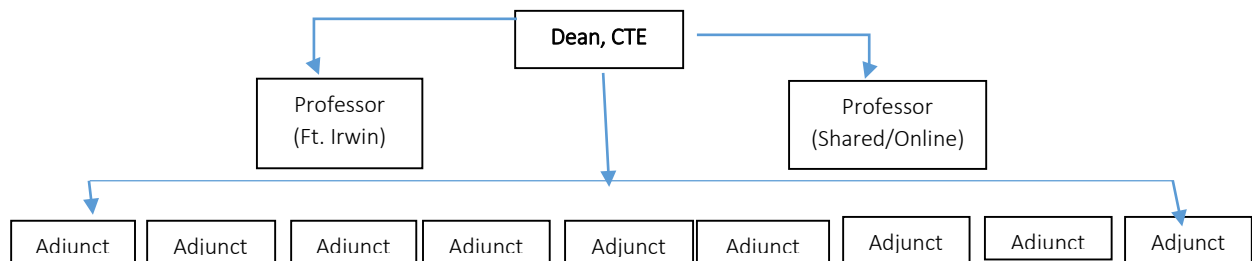 Dean, CTE
Professor
(Ft. Irwin)
Professor
(Shared/Online)
Adjunct Adjunct Adjunct Adjunct Adjunct Adjunct Adjunct Adjunct Adjunct